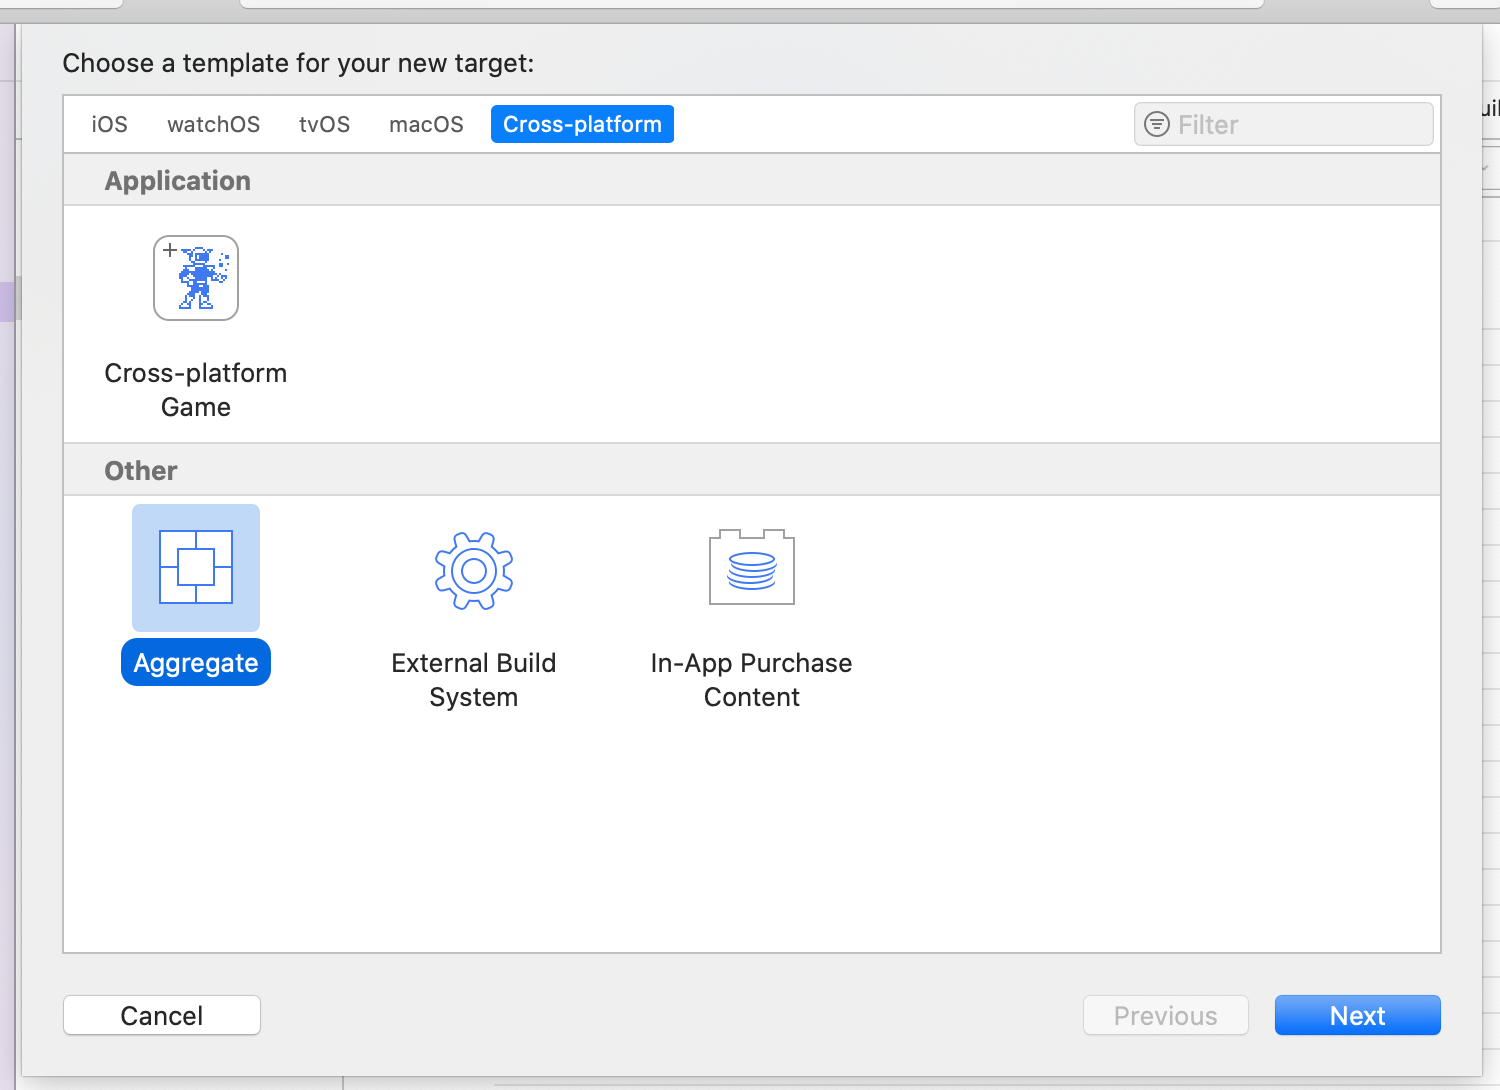 Choose a template for your new target:
iOS watchOS tvOS macOS Cross-platform Filter
Application
Cross-platform
Game
Other
Aggregate
External Build
System
In-App Purchase
Content
Cancel Previous Next